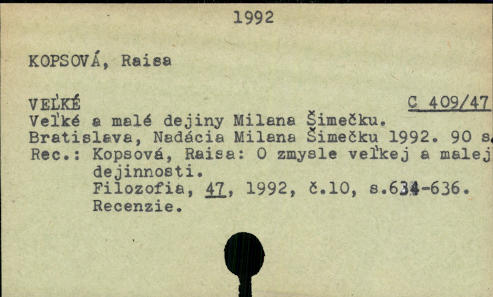 1992
KOPSOVÁ, Raisa
VEĽKÉ C 409/47
Veľké a malé dejiny Milana Šimečku.
Bratislava, Nadácia Milana Šimečku 1992. 90 s.
Rec.: Kopsová, Raisa: O zmysle veľkej a malej
dejinnosti.
Filozofia, 47, 1992, č.10, s.634-636.
Recenzie.